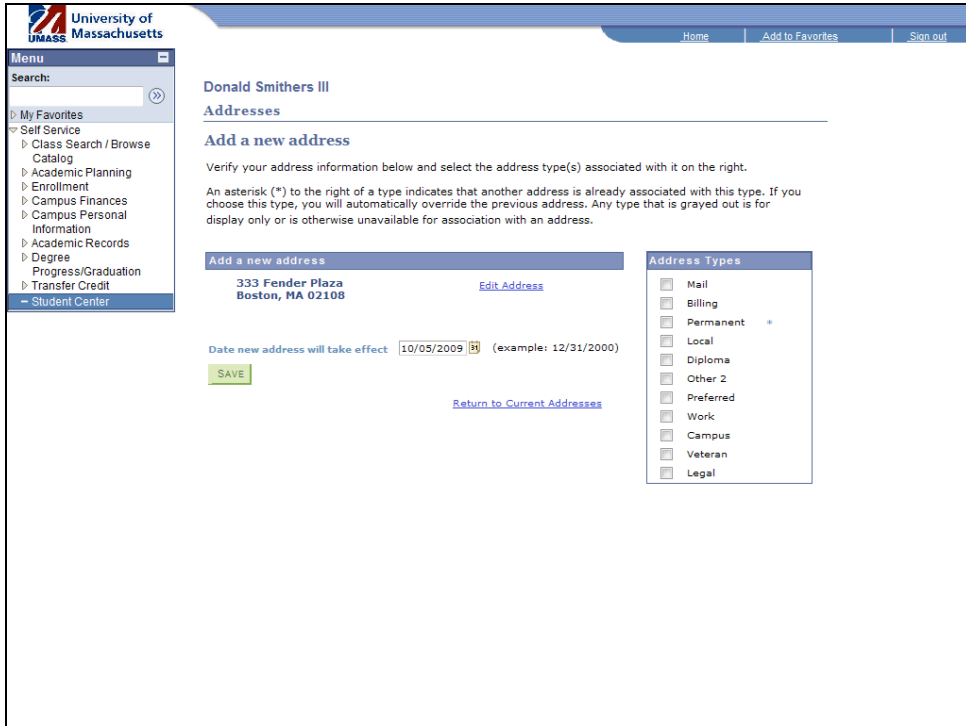 University of
Massachusetts
UMASS
Home
Add to Favorites
Sign out
Menu
Search:
My Favorites
Self Service
Class Search / Browse
Catalog
Academic Planning
Enrollment
Campus Finances
Campus Personal
Information
Academic Records
Degree
Progress/Graduation
Transfer Credit
Student Center
Donald Smithers III
Addresses
Add a new address
Verify your address information below and select the address type(s) associated with it on the right.
An asterisk (*) to the right of a type indicates that another address is already associated with this type. If you
choose this type, you will automatically override the previous address. Any type that is grayed out is for
display only or is otherwise unavailable for association with an address.
Add a new address
333 Fender Plaza
Boston, MA 02108
Edit Address
Date new address will take effect 10/05/2009 31 (example: 12/31/2000)
SAVE
Return to Current Addresses
Address Types
Mail
Billing
Permanent *
Local
Diploma
Other 2
Preferred
Work
Campus
Veteran
Legal